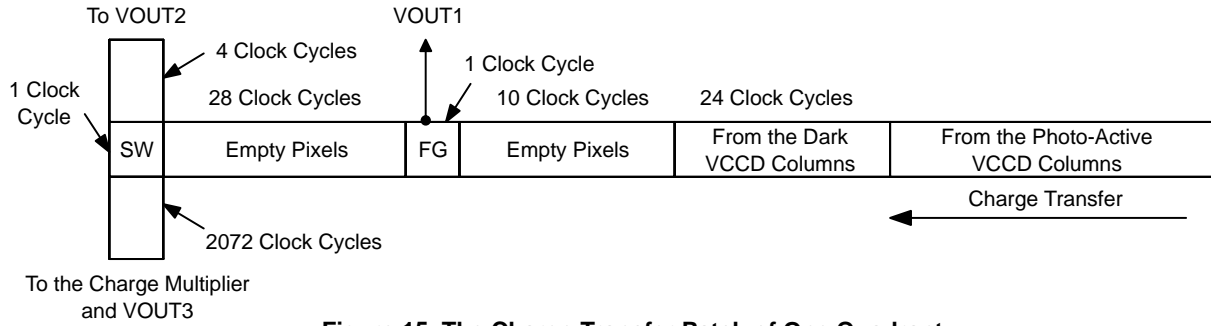 To VOUT2
VOUT1
4 Clock Cycles
1 Clock Cycle
1 Clock
Cycle
28 Clock Cycles
10 Clock Cycles
24 Clock Cycles
SW
Empty Pixels
FG
Empty Pixels
From the Dark
VCCD Columns
From the Photo-Active
VCCD Columns
Charge Transfer
2072 Clock Cycles
To the Charge Multiplier
and VOUT3